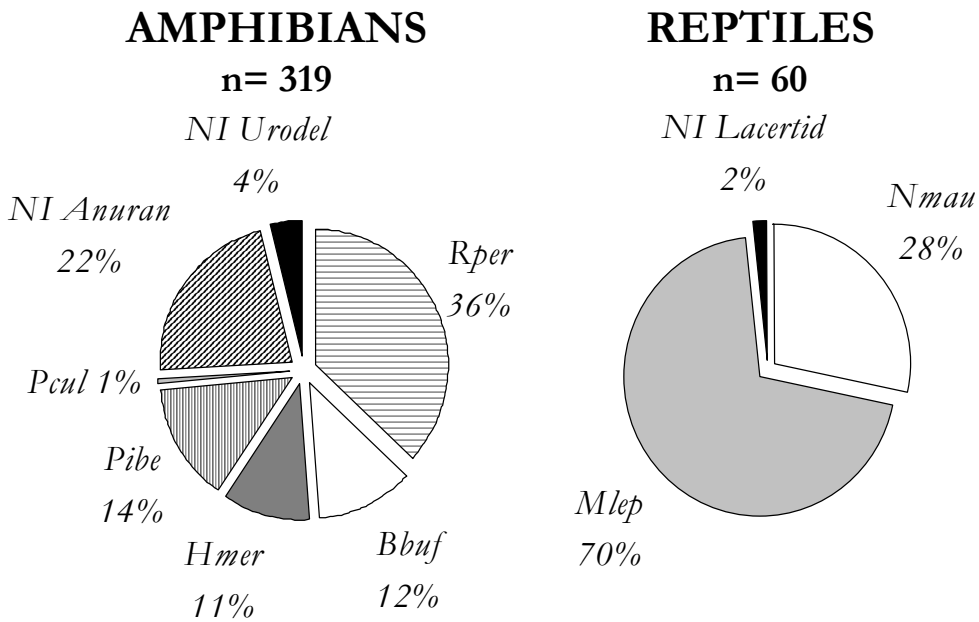 AMPHIBIANS
n= 319
NI Urodel
4%
NI Anuran
22%
Rper
36%
Pcul 1%
Pibe
14%
Hmer
11%
Bbuf
12%
REPTILES
n= 60
NI Lacertid
2%
Nmau
28%
Mlep
70%